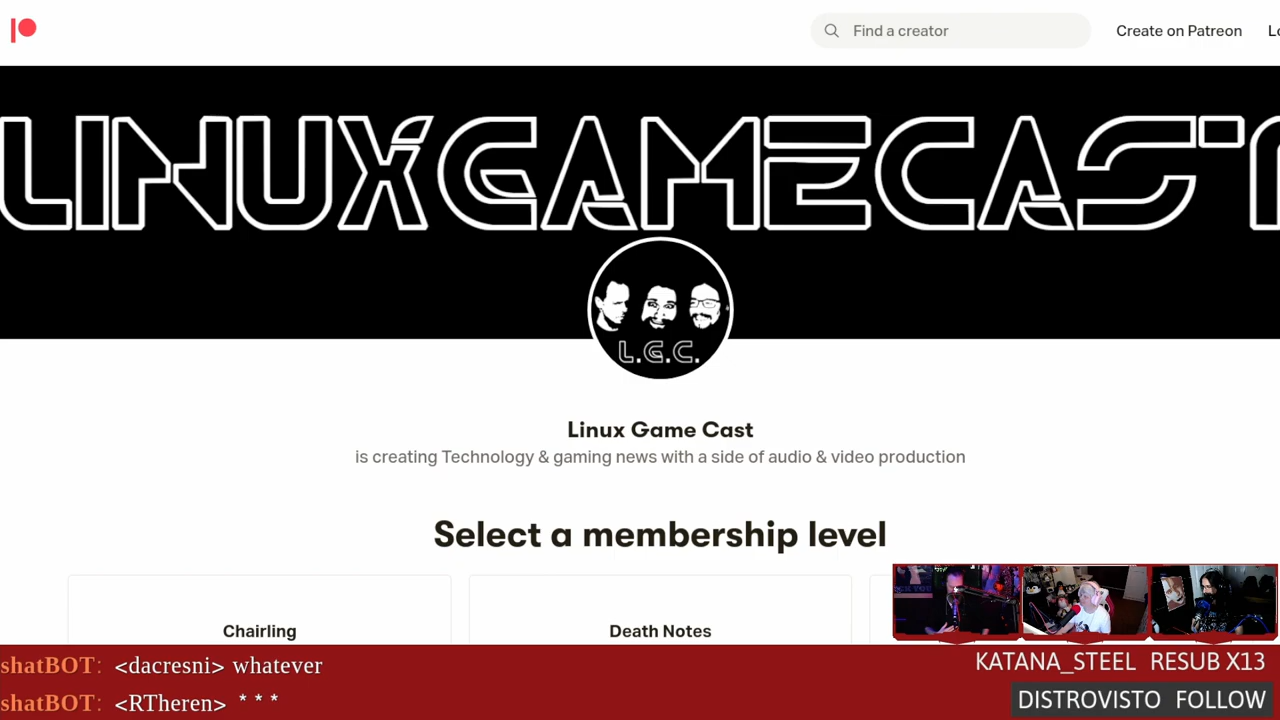 Find a creator
Create on Patreon
LINUXGAMECAST
L.G.C.
Linux Game Cast
is creating Technology & gaming news with a side of audio & video production
Select a membership level
Chairling
Death Notes
shatBOT: <dacresni> whatever
shatBOT: <RTheren> * * *
KATANA_STEEL RESUB X13
DISTROVISTO FOLLOW